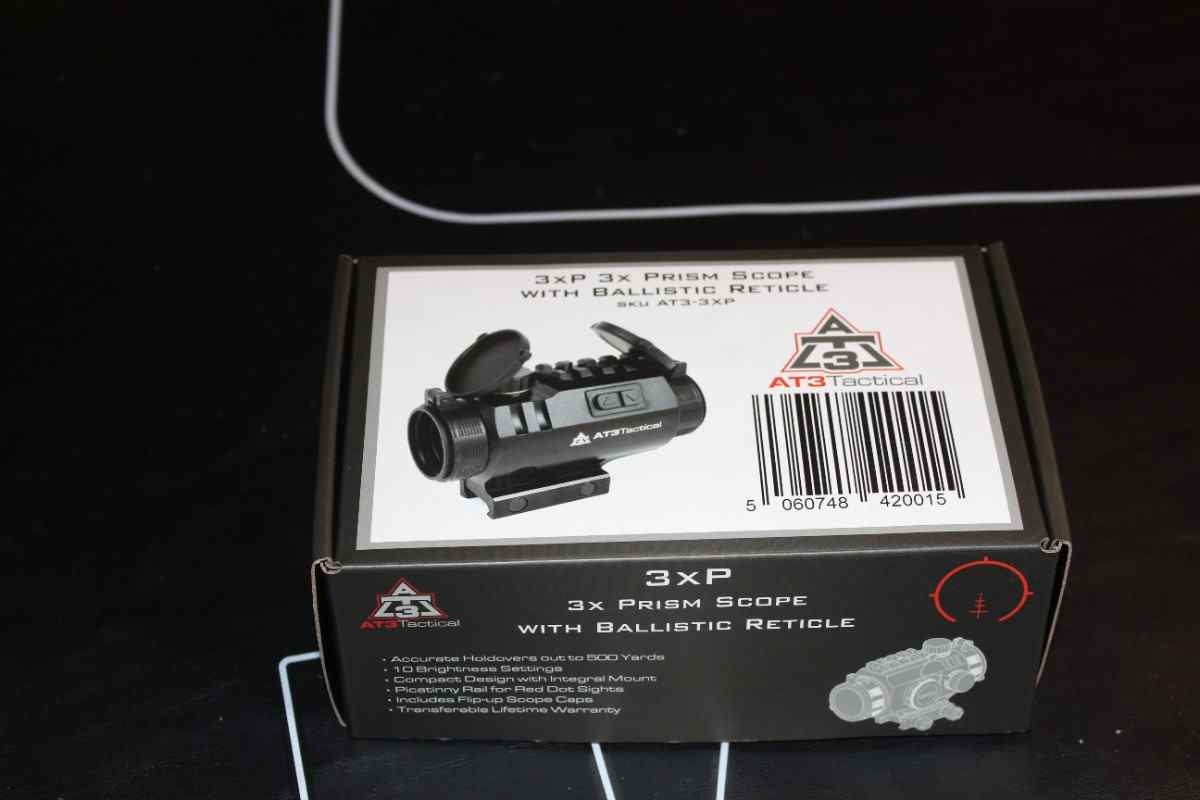 3xP 3x Prism Scope
with Ballistic Reticle
SKU AT3-3XP
AT3
AT3Tactical
AT3Tactical
5 060748 420015
AT3
AT3Tactical
3xP
3x Prism Scope
with Ballistic Reticle
• Accurate Holdovers out to 500 Yards
• 10 Brightness Settings
• Compact Design with Integral Mount
• Picatinny Rail for Red Dot Sights
• Includes Flip-up Scope Caps
• Transferable Lifetime Warranty